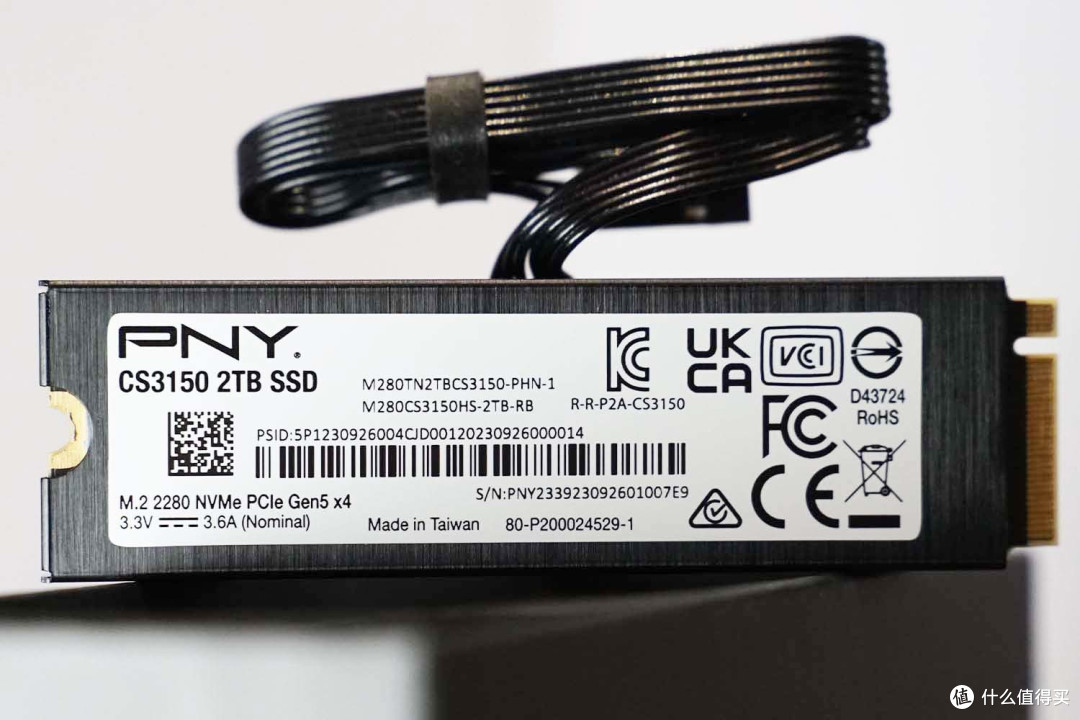 PNY®
CS3150 2TB SSD
M280TN2TBCS3150-PHN-1
M280CS3150HS-2TB-RB
R-R-P2A-CS3150
UK
CA
VCI
D43724
RoHS
FC
CE
PSID:5P1230926004CJD00120230926000014
S/N:PNY233923092601007E9
M.2 2280 NVMe PCIe Gen5 x4
3.3V ⎓ 3.6A (Nominal)
Made in Taiwan
80-P200024529-1
值 什么值得买